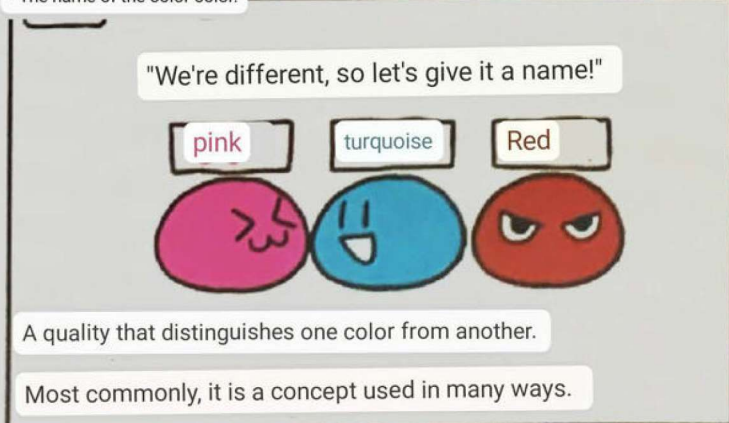 "We're different, so let's give it a name!"
pink
turquoise
Red
A quality that distinguishes one color from another.
Most commonly, it is a concept used in many ways.